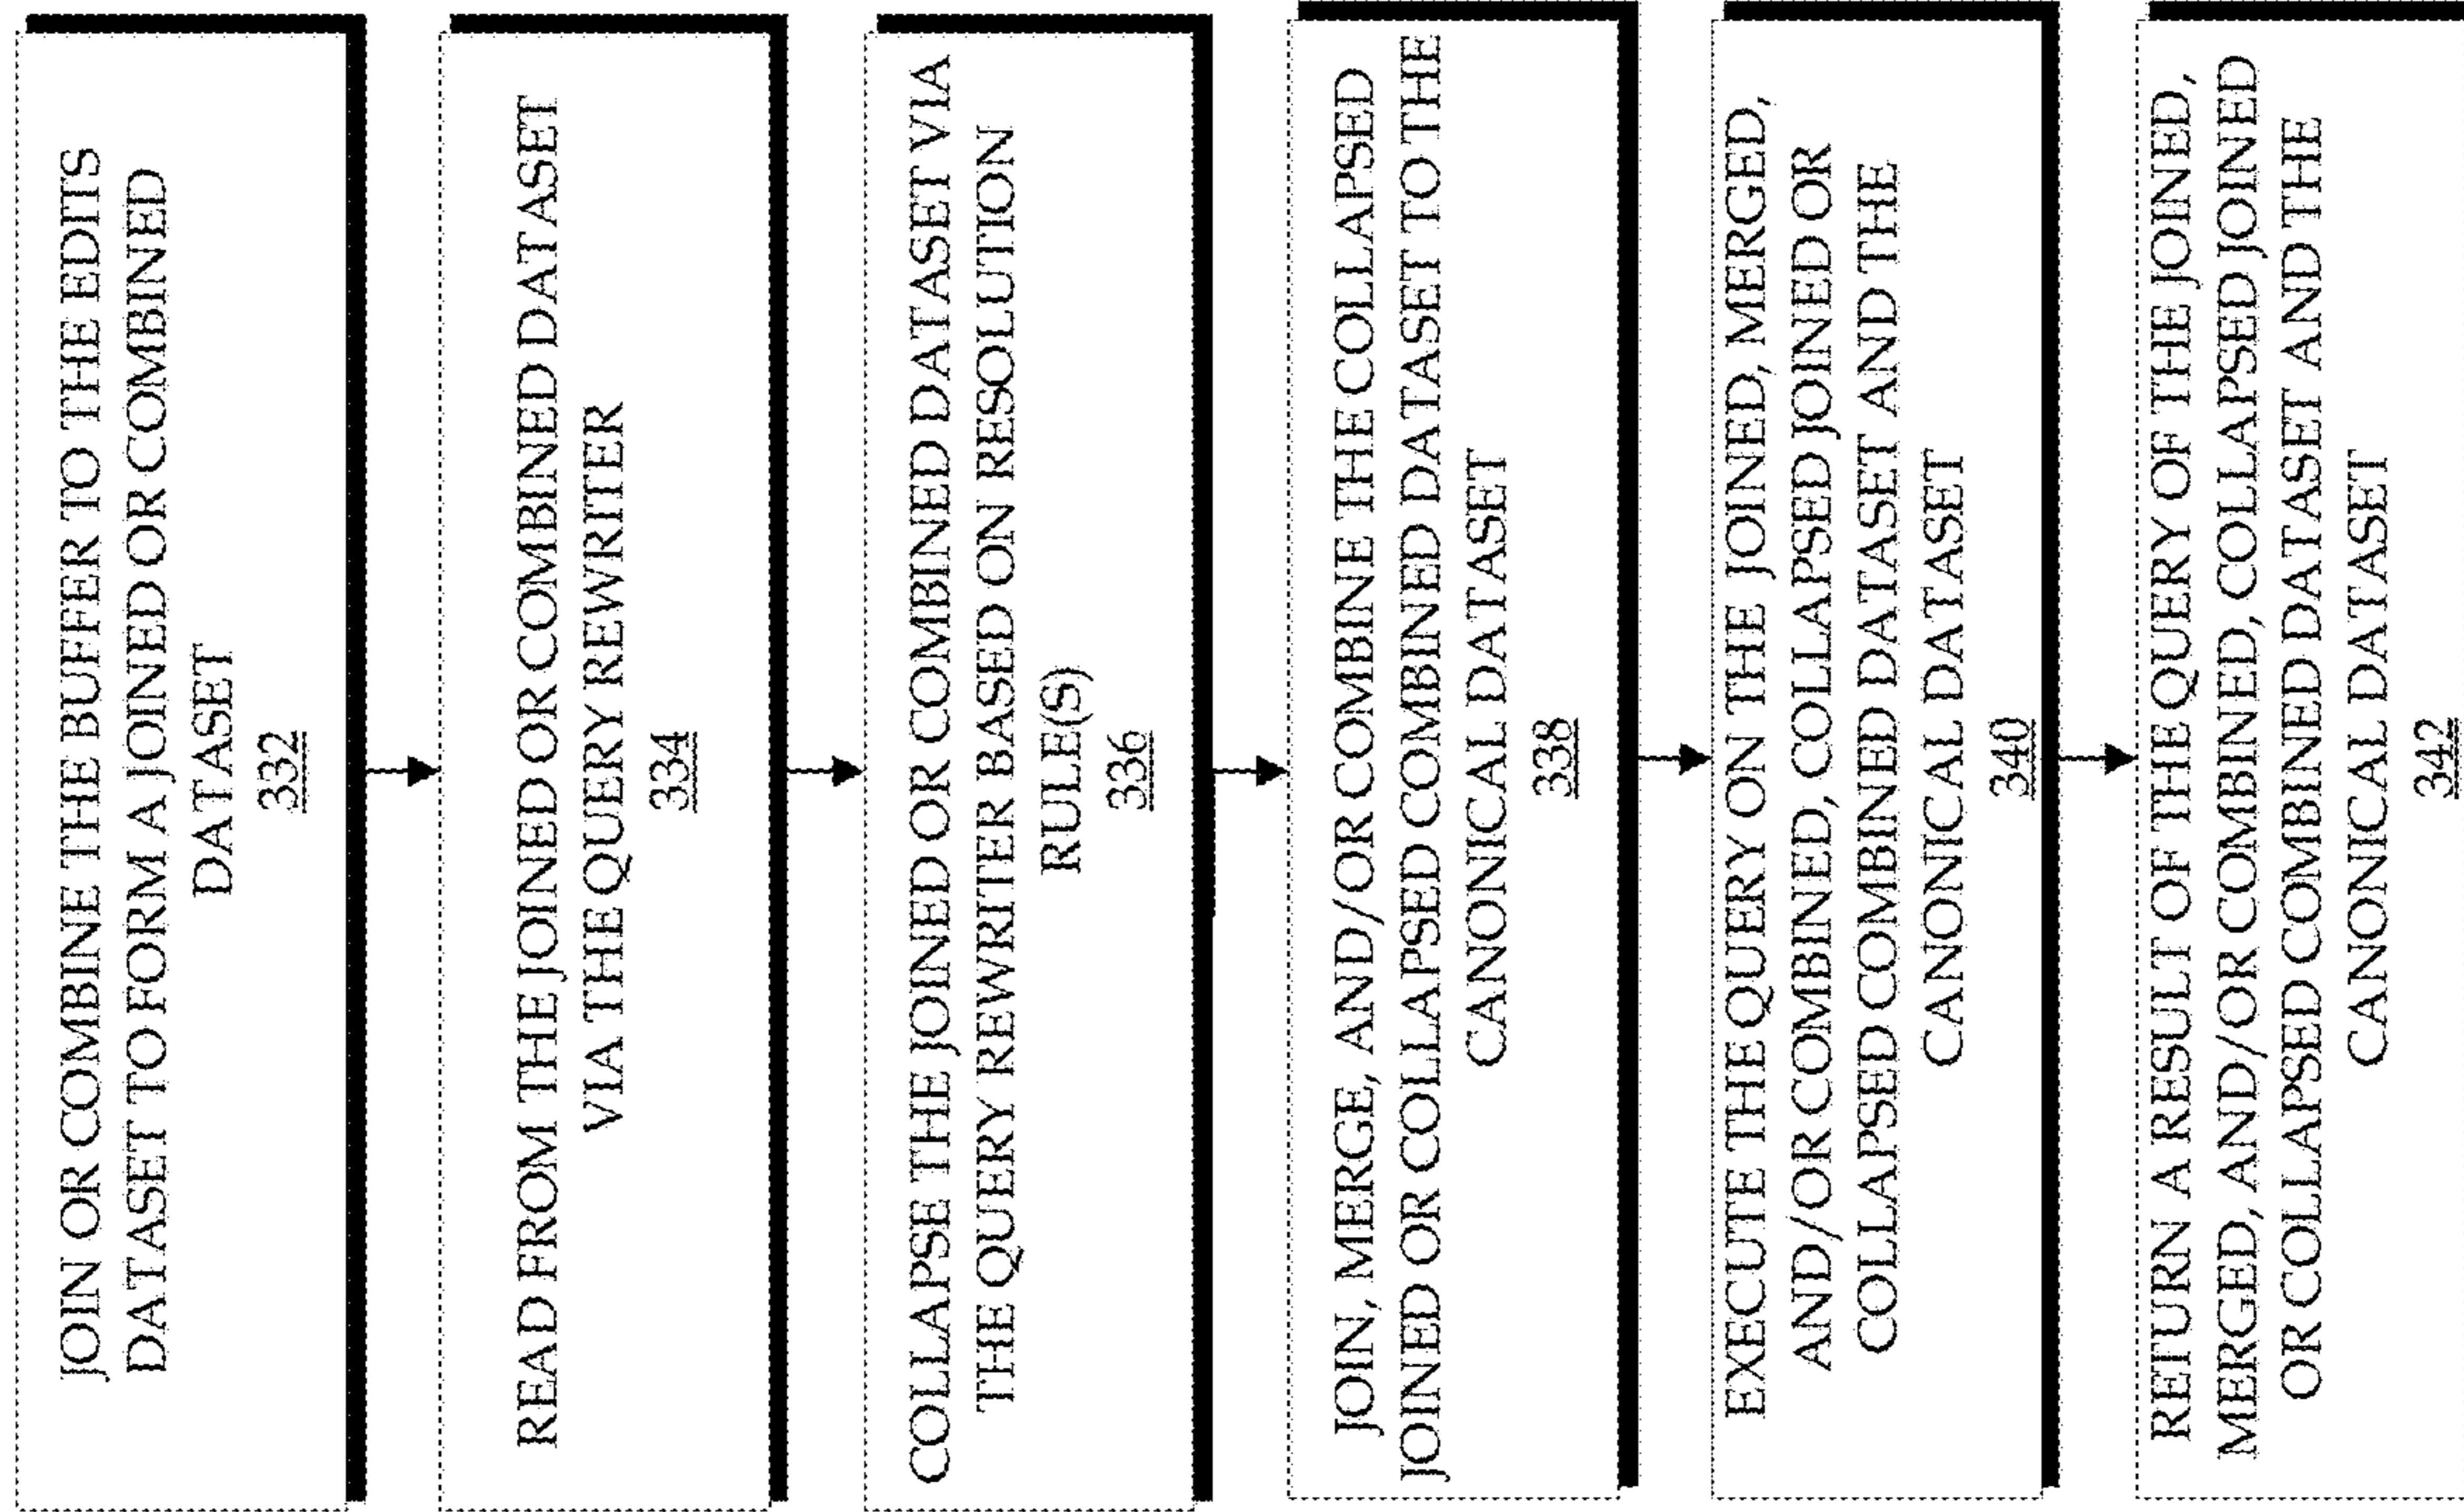 JOIN OR COMBINE THE BUFFER TO THE EDITS
DATASET TO FORM A JOINED OR COMBINED
DATASET
332
READ FROM THE JOINED OR COMBINED DATASET
VIA THE QUERY REWRITER
334
COLLAPSE THE JOINED OR COMBINED DATASET VIA
THE QUERY REWRITER BASED ON RESOLUTION
RULE(S)
336
JOIN, MERGE, AND/OR COMBINE THE COLLAPSED
JOINED OR COLLAPSED COMBINED DATASET TO THE
CANONICAL DATASET
338
EXECUTE THE QUERY ON THE JOINED, MERGED,
AND/OR COMBINED, COLLAPSED JOINED OR
COLLAPSED COMBINED DATASET AND THE
CANONICAL DATASET
340
RETURN A RESULT OF THE QUERY OF THE JOINED,
MERGED, AND/OR COMBINED, COLLAPSED JOINED
OR COLLAPSED COMBINED DATASET AND THE
CANONICAL DATASET
342